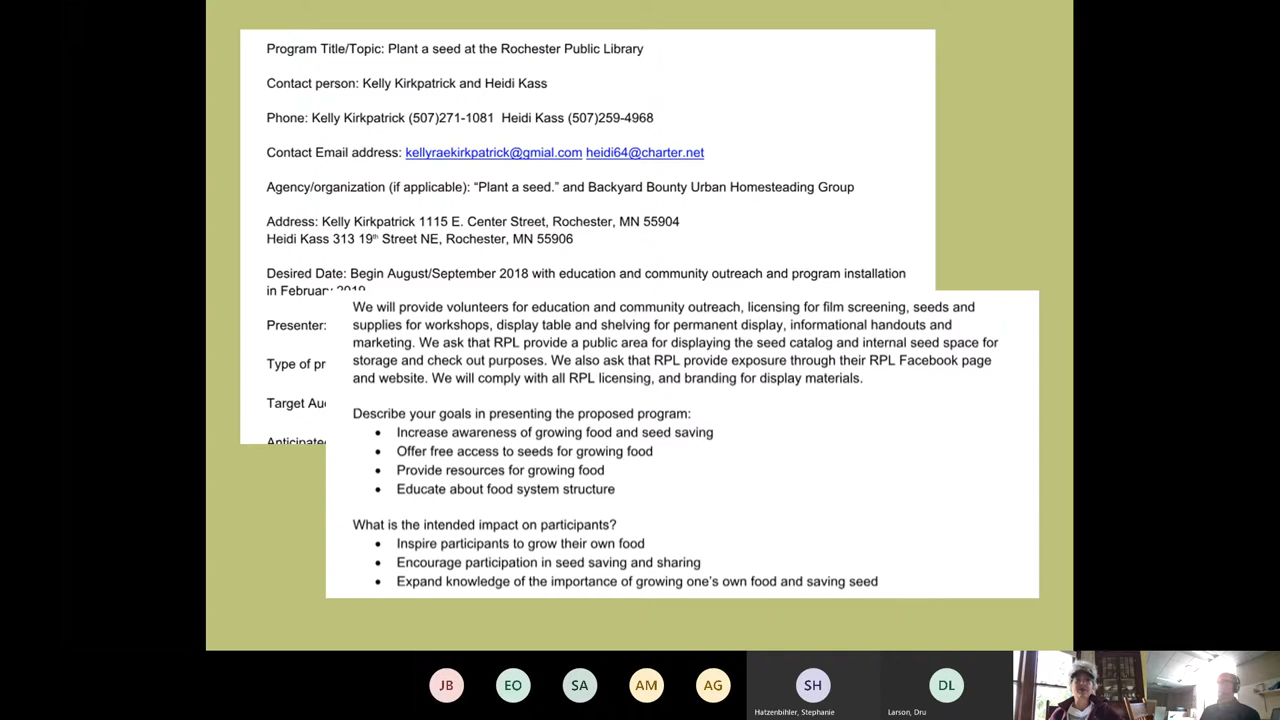 Program Title/Topic: Plant a seed at the Rochester Public Library
Contact person: Kelly Kirkpatrick and Heidi Kass
Phone: Kelly Kirkpatrick (507)271-1081  Heidi Kass (507)259-4968
Contact Email address: kellyraekirkpatrick@gmial.com heidi64@charter.net
Agency/organization (if applicable): “Plant a seed.” and Backyard Bounty Urban Homesteading Group
Address: Kelly Kirkpatrick 1115 E. Center Street, Rochester, MN 55904
Heidi Kass 313 19th Street NE, Rochester, MN 55906
Desired Date: Begin August/September 2018 with education and community outreach and program installation
in February 2019
Presenter:
Type of pr
Target Au
Anticipated
We will provide volunteers for education and community outreach, licensing for film screening, seeds and
supplies for workshops, display table and shelving for permanent display, informational handouts and
marketing. We ask that RPL provide a public area for displaying the seed catalog and internal seed space for
storage and check out purposes. We also ask that RPL provide exposure through their RPL Facebook page
and website. We will comply with all RPL licensing, and branding for display materials.
Describe your goals in presenting the proposed program:
• Increase awareness of growing food and seed saving
• Offer free access to seeds for growing food
• Provide resources for growing food
• Educate about food system structure
What is the intended impact on participants?
• Inspire participants to grow their own food
• Encourage participation in seed saving and sharing
• Expand knowledge of the importance of growing one’s own food and saving seed
JB
EO
SA
AM
AG
SH
DL
Hatzenbihler, Stephanie
Larson, Dru